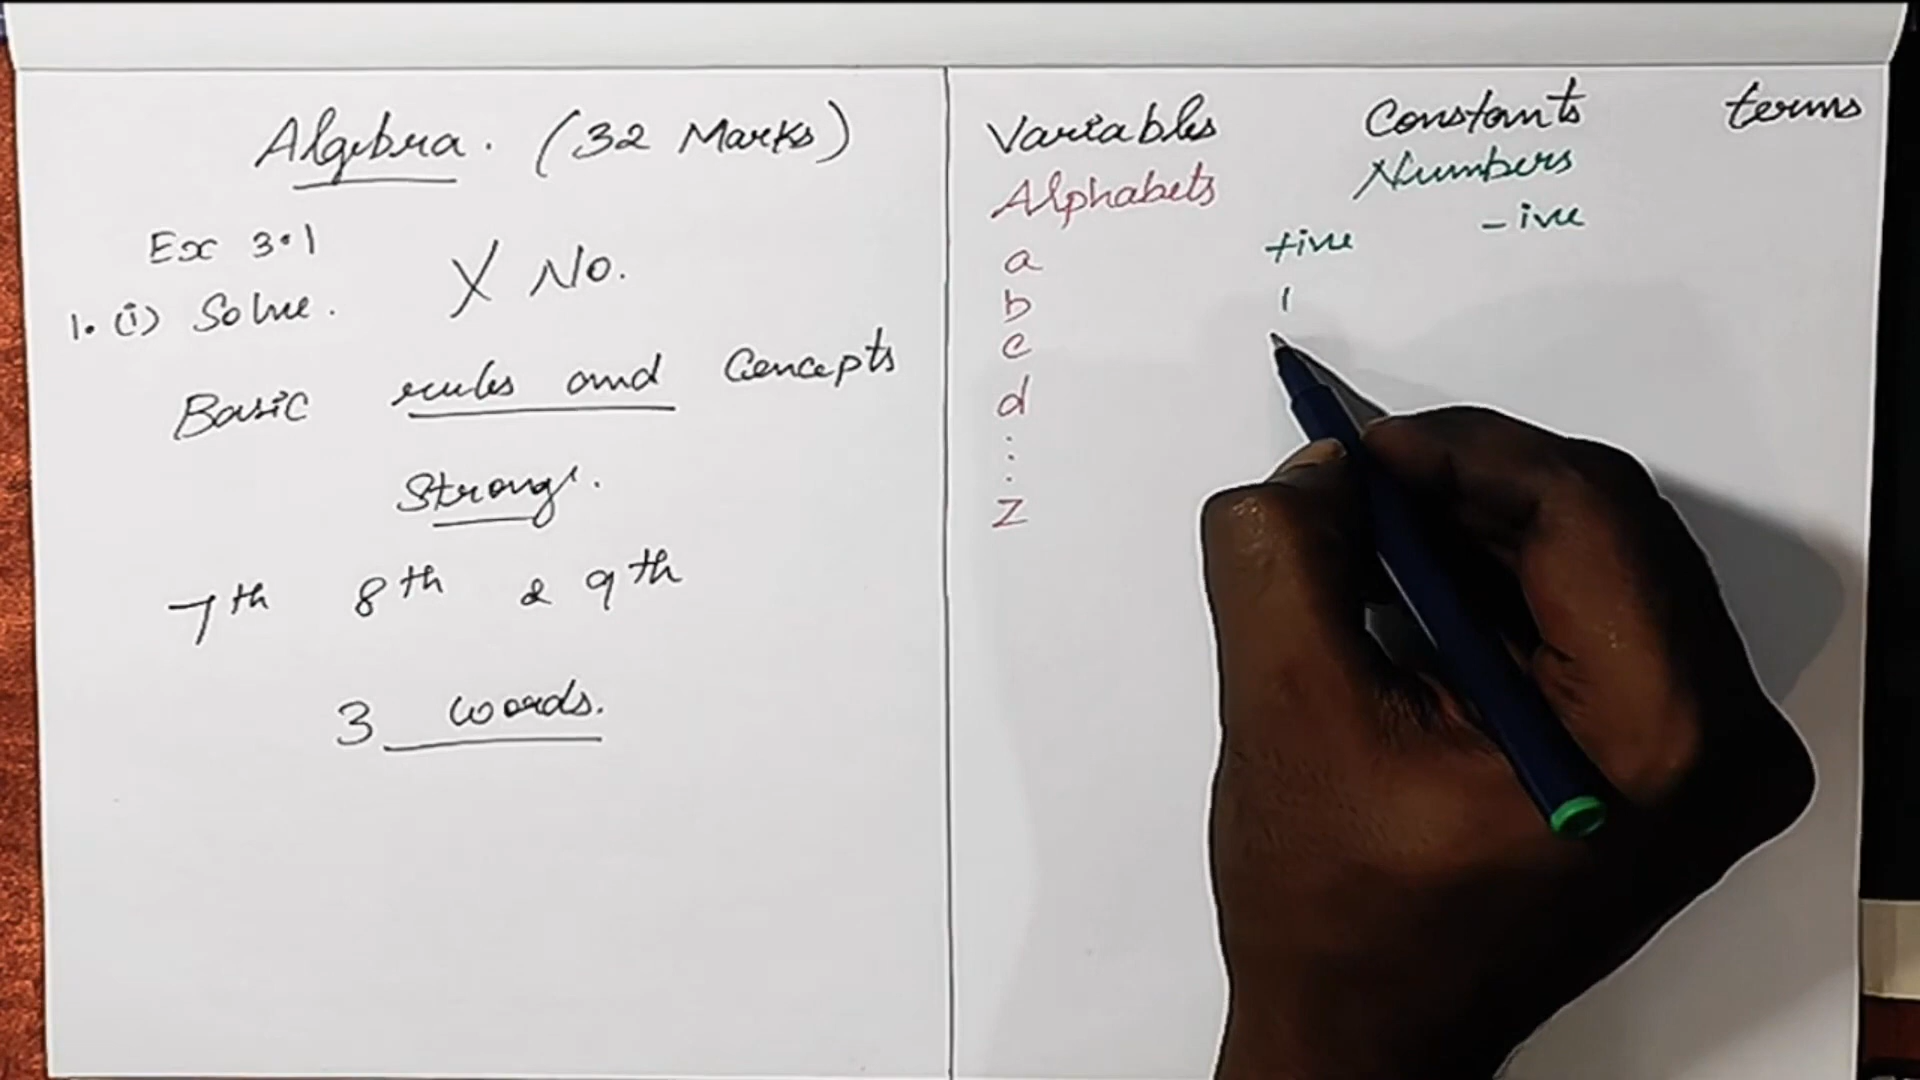 Algebra. (32 Marks)
Ex 3.1
1. (i) Solve. X No.
Basic rules and Concepts
Strong.
7th 8th & 9th
3 words.
Variables Constants terms
Alphabets Numbers
+ive -ive
a
b 1
c
d
:
:
z